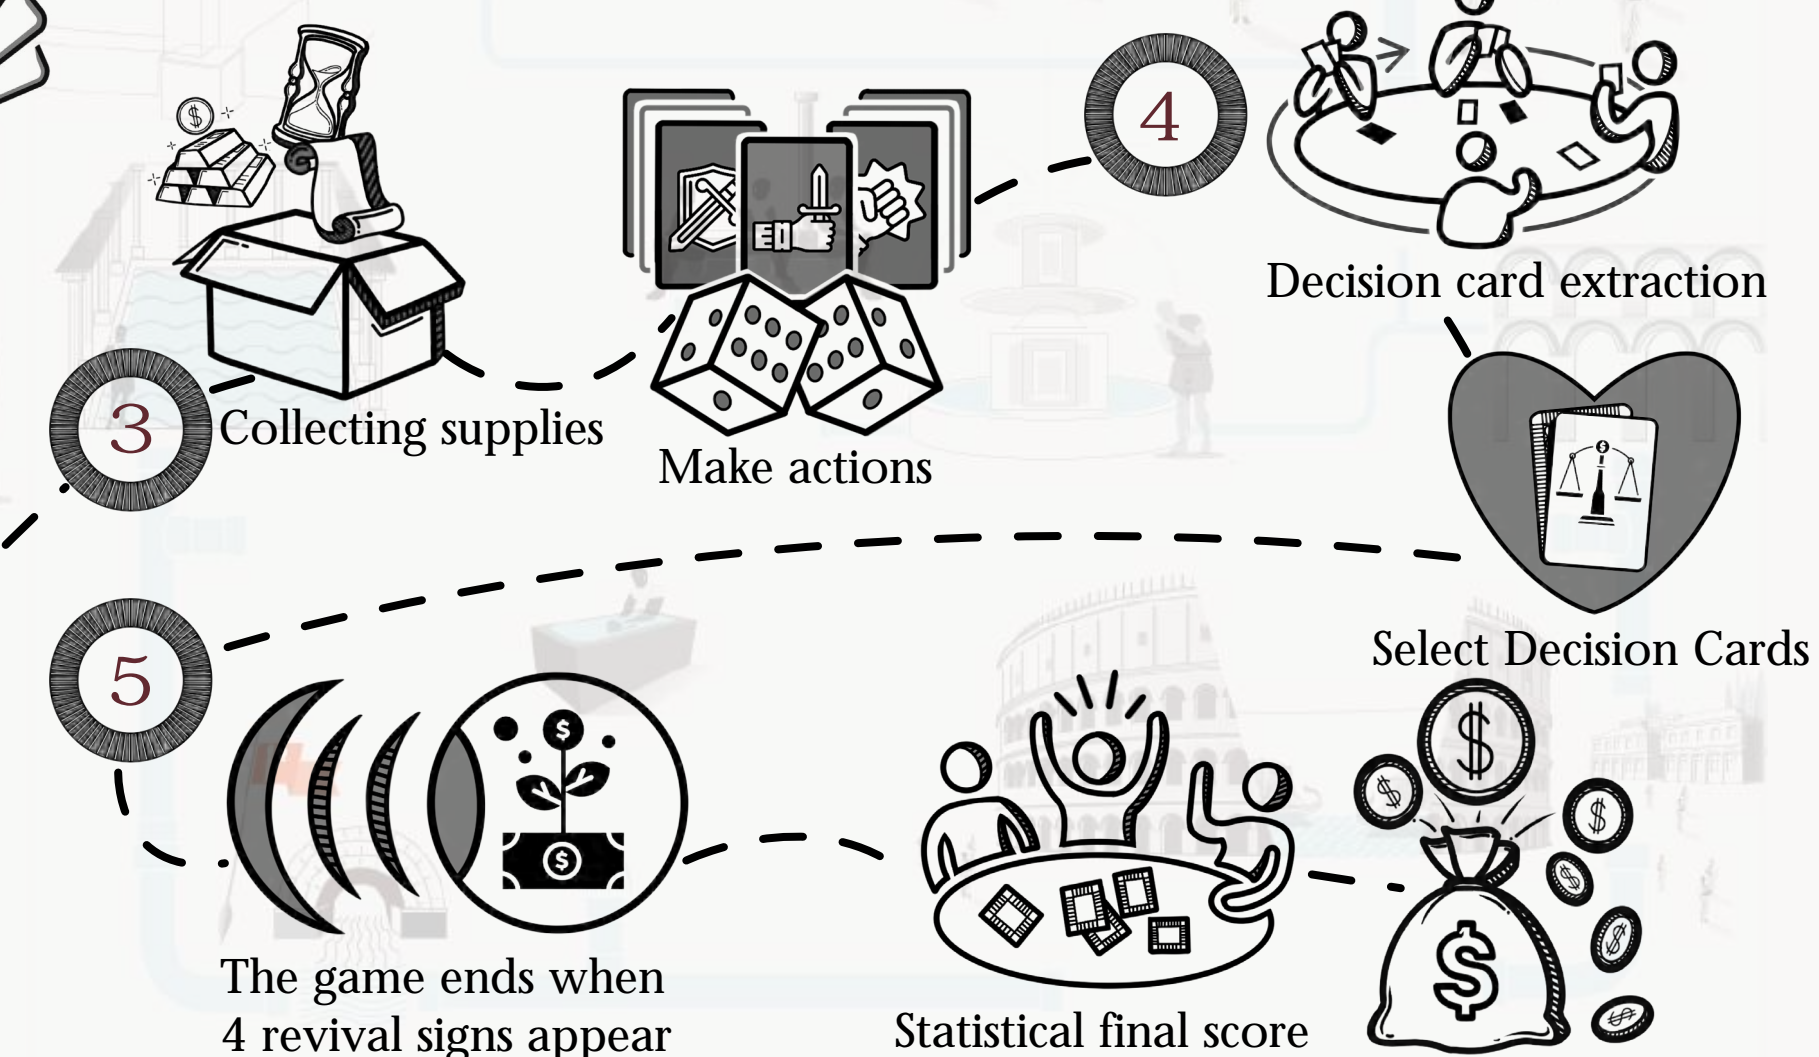 4
Decision card extraction
3
Collecting supplies
Make actions
Select Decision Cards
5
The game ends when
4 revival signs appear
Statistical final score